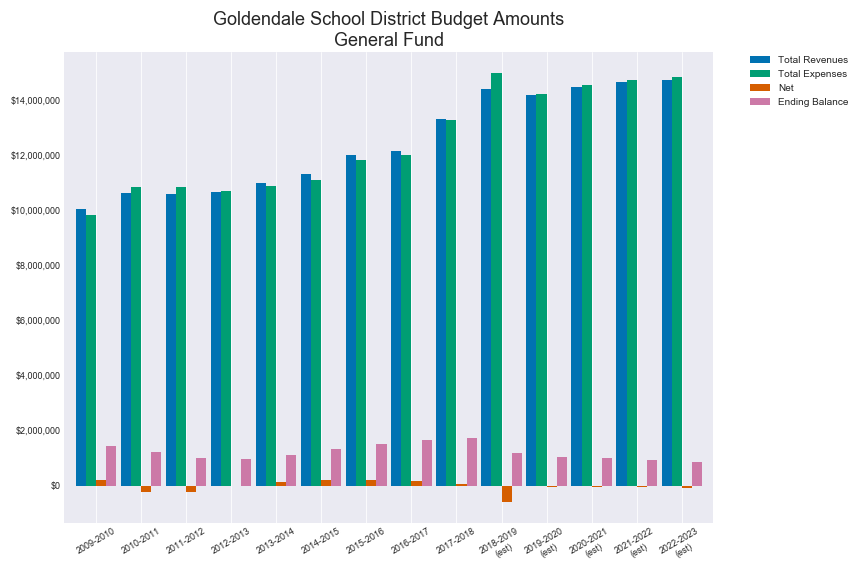 Goldendale School District Budget Amounts
General Fund
Total Revenues
Total Expenses
Net
Ending Balance
$14,000,000
$12,000,000
$10,000,000
$8,000,000
$6,000,000
$4,000,000
$2,000,000
$0
2009-2010
2010-2011
2011-2012
2012-2013
2013-2014
2014-2015
2015-2016
2016-2017
2017-2018
2018-2019
(est)
2019-2020
(est)
2020-2021
(est)
2021-2022
(est)
2022-2023
(est)